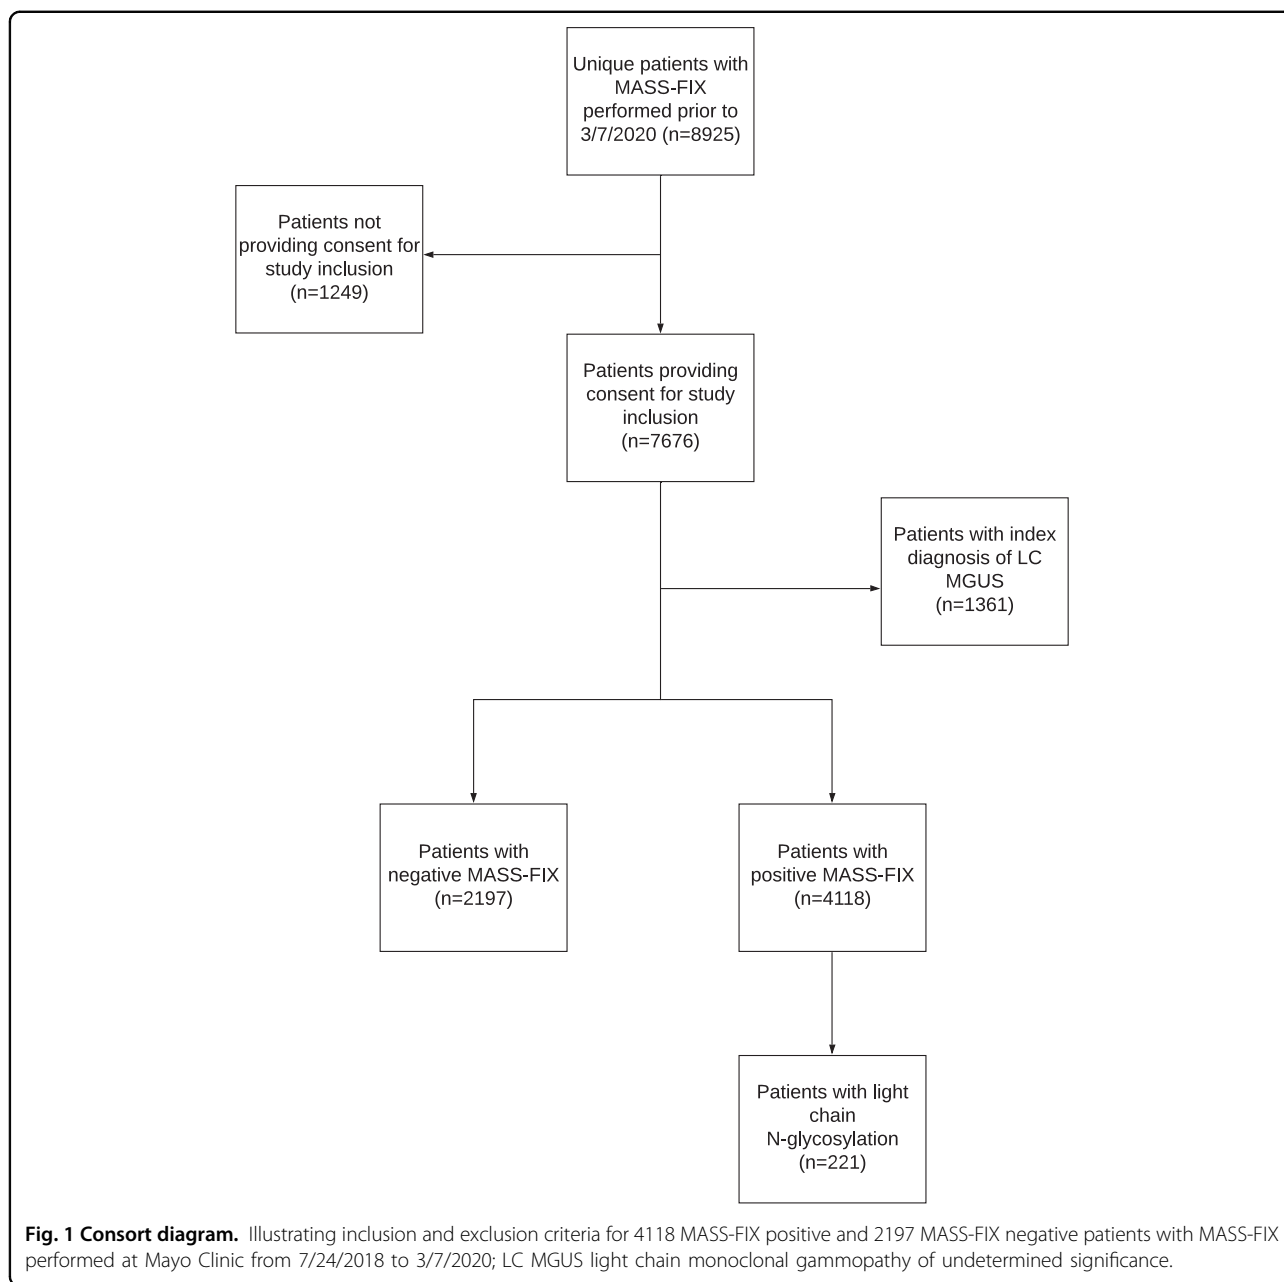 Unique patients with
MASS-FIX
performed prior to
3/7/2020 (n=8925)
Patients not
providing consent for
study inclusion
(n=1249)
Patients providing
consent for study
inclusion
(n=7676)
Patients with index
diagnosis of LC
MGUS
(n=1361)
Patients with
negative MASS-FIX
(n=2197)
Patients with
positive MASS-FIX
(n=4118)
Patients with light
chain
N-glycosylation
(n=221)
Fig. 1 Consort diagram. Illustrating inclusion and exclusion criteria for 4118 MASS-FIX positive and 2197 MASS-FIX negative patients with MASS-FIX
performed at Mayo Clinic from 7/24/2018 to 3/7/2020; LC MGUS light chain monoclonal gammopathy of undetermined significance.